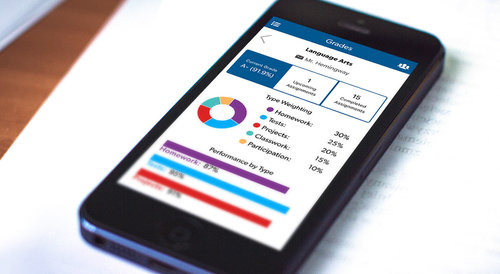 Grades
Language Arts
Mr. Hemingway
Current Grade
A- (91.9%)
1
Upcoming
Assignments
15
Completed
Assignments
Type Weighting
Homework: 30%
Tests: 25%
Projects: 20%
Classwork: 15%
Participation: 10%
Performance by Type
Homework: 87%
Tests: 95%
Projects: 91%